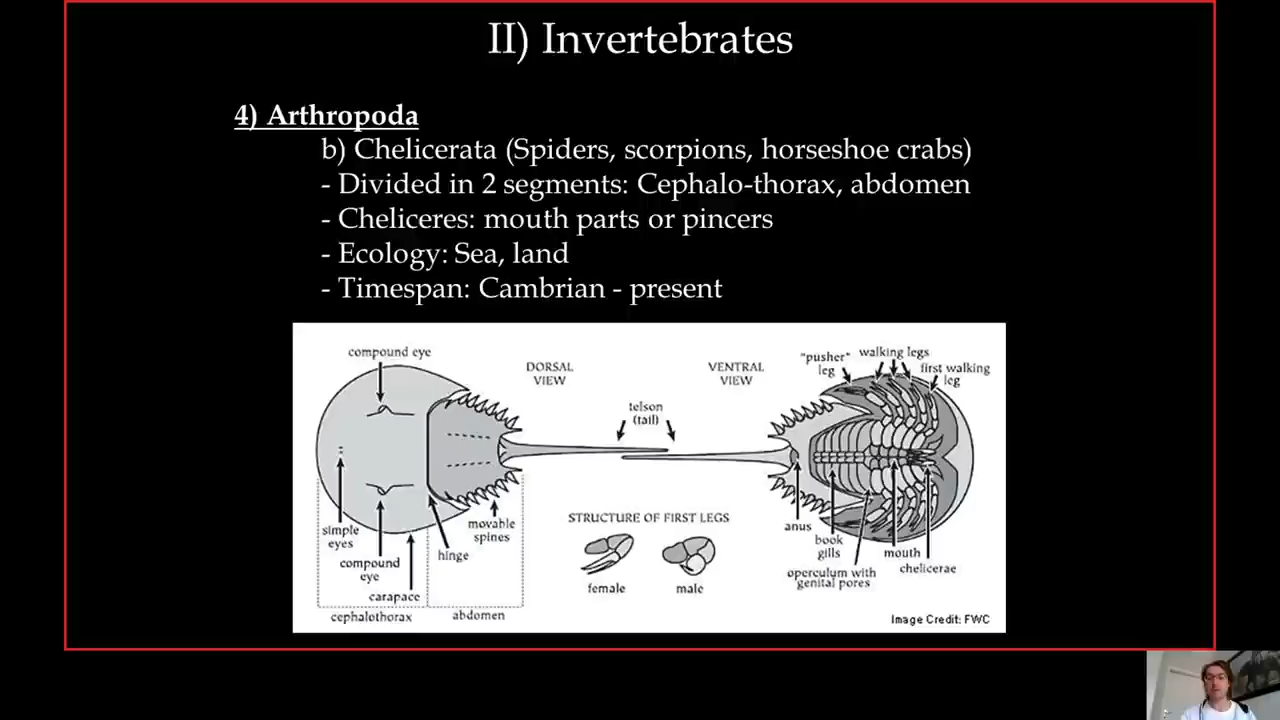 II) Invertebrates
4) Arthropoda
b) Chelicerata (Spiders, scorpions, horseshoe crabs)
- Divided in 2 segments: Cephalo-thorax, abdomen
- Cheliceres: mouth parts or pincers
- Ecology: Sea, land
- Timespan: Cambrian - present
compound eye
DORSAL
VIEW
VENTRAL
VIEW
"pusher"
leg
walking legs
first walking
leg
telson
(tail)
simple
eyes
compound
eye
carapace
hinge
movable
spines
cephalothorax
abdomen
STRUCTURE OF FIRST LEGS
female
male
anus
book
gills
operculum with
genital pores
mouth
chelicerae
Image Credit: FWC